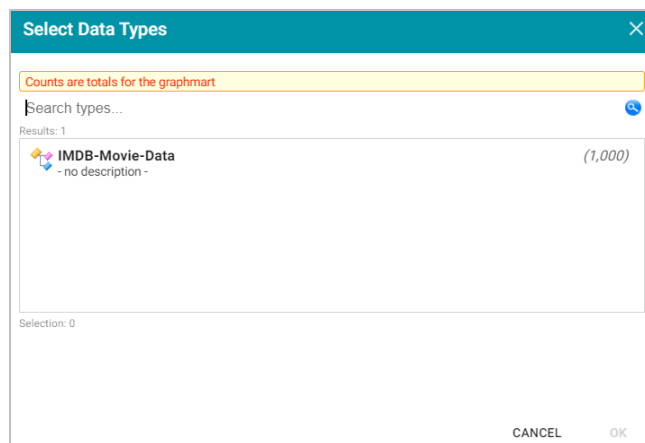 Select Data Types
Counts are totals for the graphmart
Search types...
Results: 1
IMDB-Movie-Data (1,000)
- no description -
Selection: 0
CANCEL OK